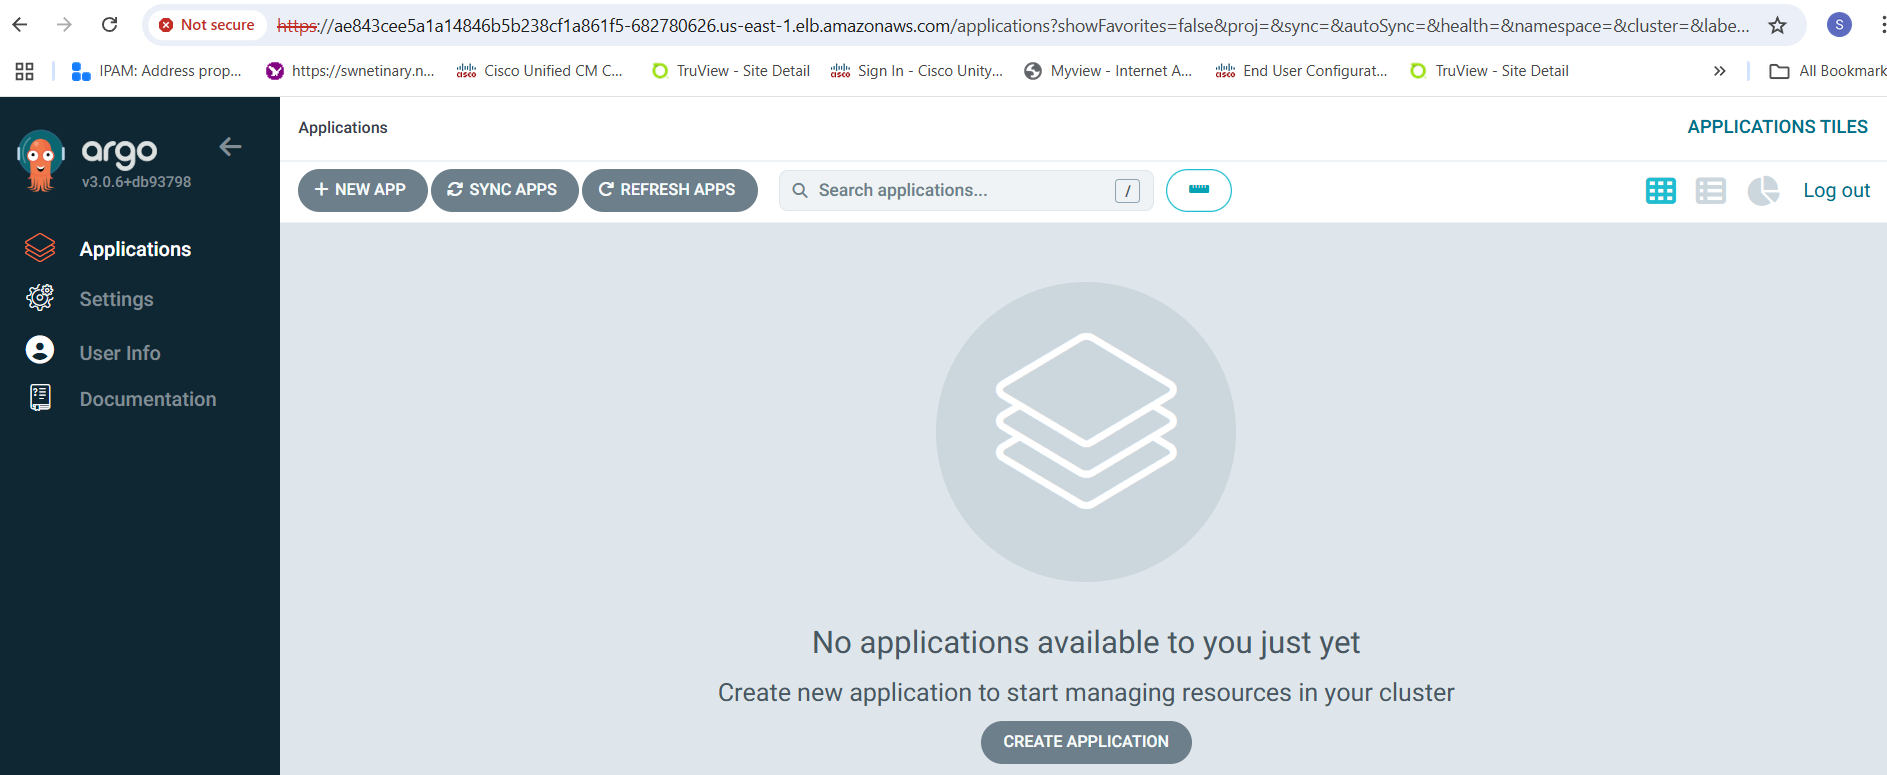 Not secure https://ae843cee5a1a14846b5b238cf1a861f5-682780626.us-east-1.elb.amazonaws.com/applications?showFavorites=false&proj=&sync=&autoSync=&health=&namespace=&cluster=&labe... S
IPAM: Address prop... https://swnetinary.n... Cisco Unified CM C... TruView - Site Detail Sign In - Cisco Unity... Myview - Internet A... End User Configurat... TruView - Site Detail » All Bookmark
argo
v3.0.6+db93798
Applications
Settings
User Info
Documentation
Applications APPLICATIONS TILES
+ NEW APP SYNC APPS REFRESH APPS Search applications... / Log out
No applications available to you just yet
Create new application to start managing resources in your cluster
CREATE APPLICATION